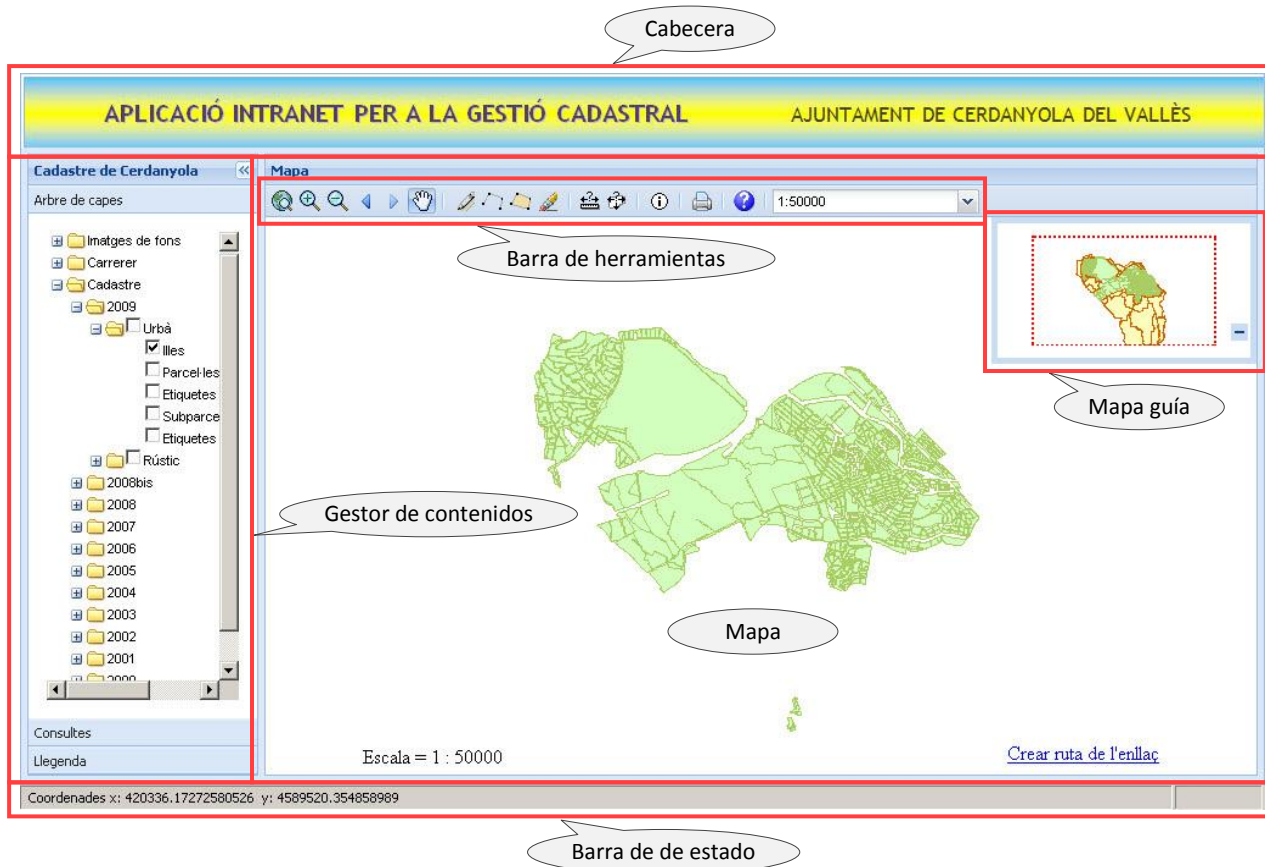 Cabecera
APLICACIÓ INTRANET PER A LA GESTIÓ CADASTRAL AJUNTAMENT DE CERDANYOLA DEL VALLÈS
Cadastre de Cerdanyola
Mapa
Arbre de capes
1:50000
Barra de herramientas
Imatges de fons
Carrerer
Cadastre
2009
Urbà
Illes
Parcel·les
Etiquetes
Subparce
Etiquetes
Rústic
2008bis
2008
2007
2006
2005
2004
2003
2002
2001
2000
Mapa guía
Gestor de contenidos
Mapa
Consultes
Llegenda
Escala = 1 : 50000
Crear ruta de l'enllaç
Coordenades x: 420336.17272580526 y: 4589520.354858989
Barra de de estado